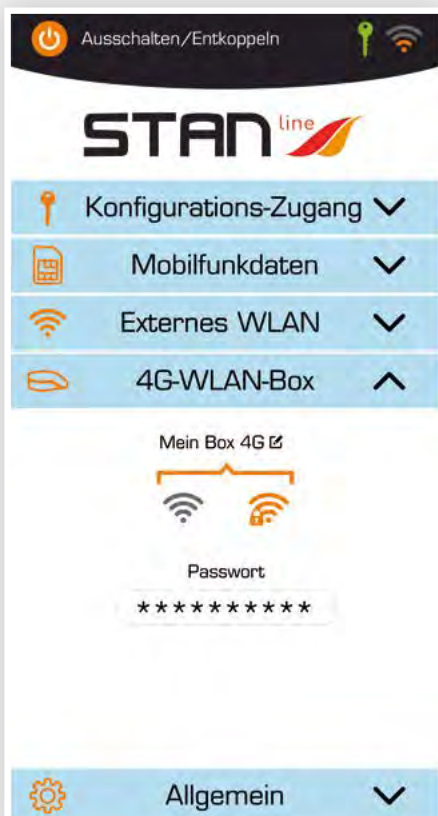 Ausschalten/Entkoppeln
STAN line
Konfigurations-Zugang
Mobilfunkdaten
Externes WLAN
4G-WLAN-Box
Mein Box 4G
Passwort
**********
Allgemein